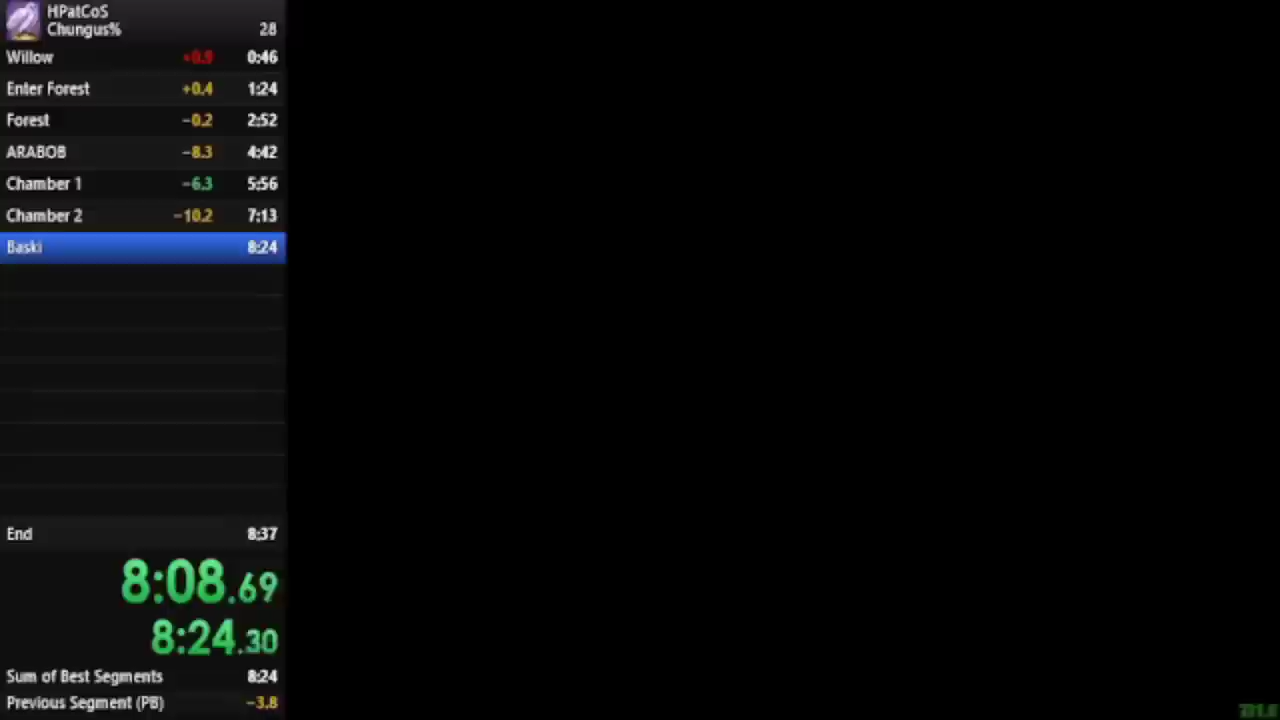 HPatCoS
Chungus% 28
Willow +0.9 0:46
Enter Forest +0.4 1:24
Forest −0.2 2:52
ARABOB −8.3 4:42
Chamber 1 −6.3 5:56
Chamber 2 −10.2 7:13
Baski 8:24
End 8:37
8:08.69
8:24.30
Sum of Best Segments 8:24
Previous Segment (PB) −3.8